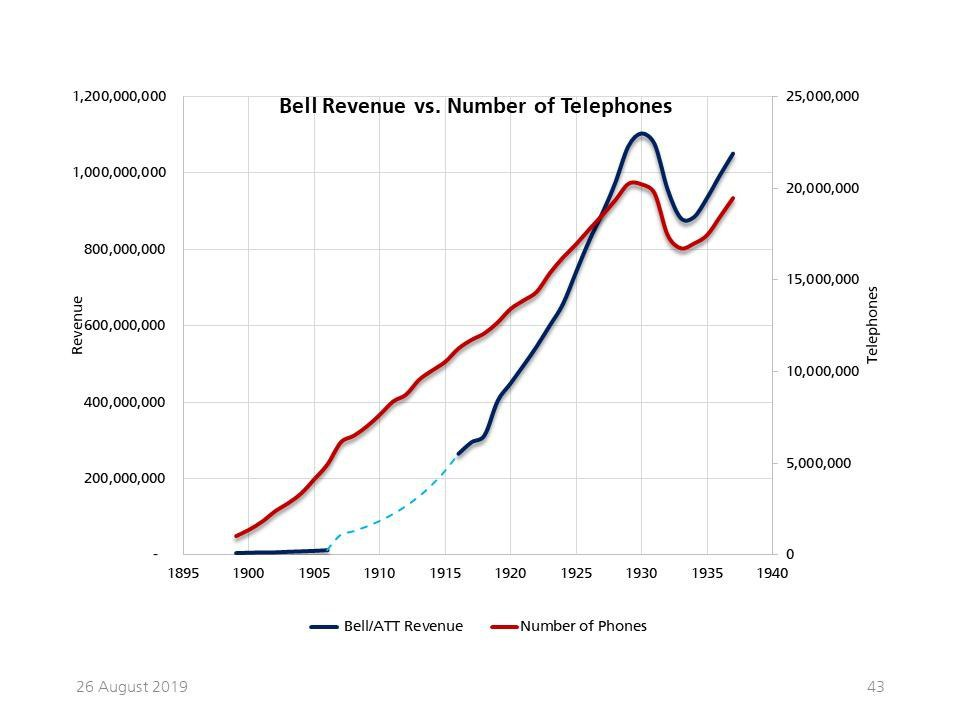 Bell Revenue vs. Number of Telephones
1,200,000,000
1,000,000,000
800,000,000
600,000,000
400,000,000
200,000,000
-
Revenue
25,000,000
20,000,000
15,000,000
10,000,000
5,000,000
0
Telephones
1895 1900 1905 1910 1915 1920 1925 1930 1935 1940
Bell/ATT Revenue Number of Phones
26 August 2019 43